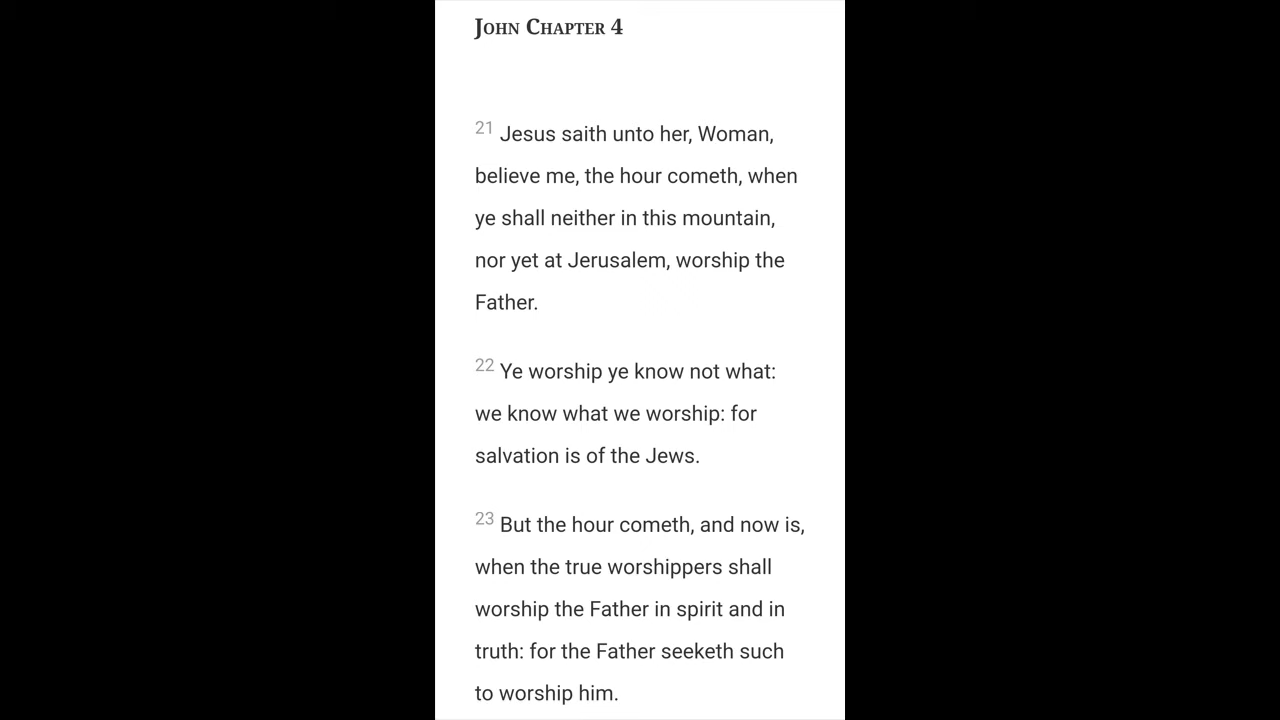 John Chapter 4
21 Jesus saith unto her, Woman,
believe me, the hour cometh, when
ye shall neither in this mountain,
nor yet at Jerusalem, worship the
Father.
22 Ye worship ye know not what:
we know what we worship: for
salvation is of the Jews.
23 But the hour cometh, and now is,
when the true worshippers shall
worship the Father in spirit and in
truth: for the Father seeketh such
to worship him.